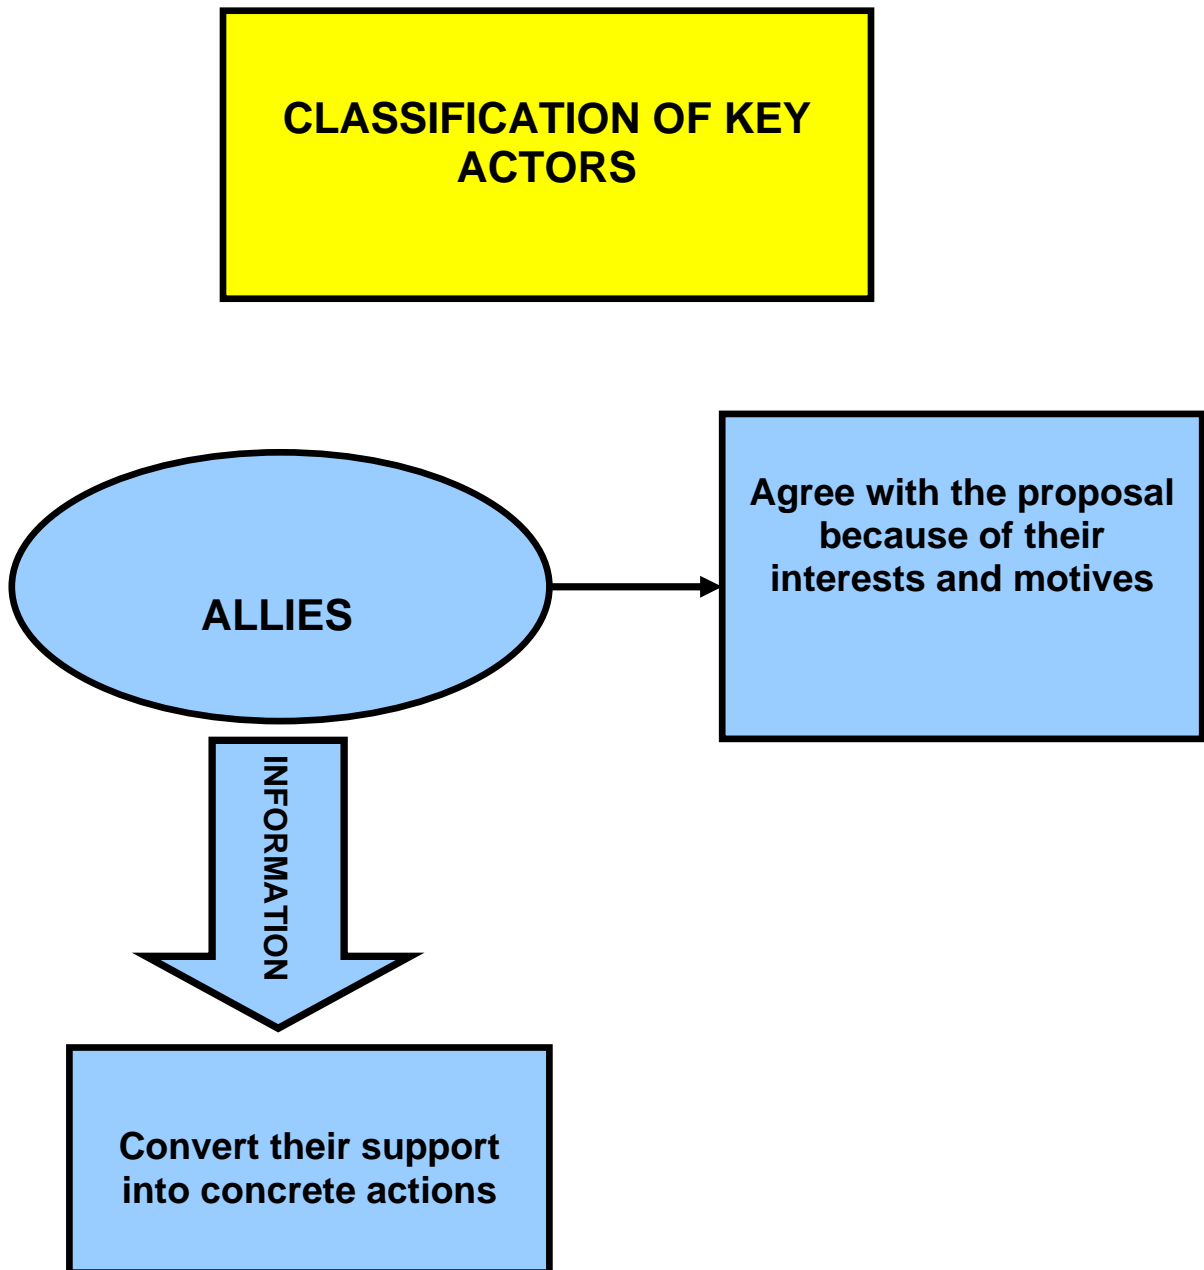 CLASSIFICATION OF KEY
ACTORS
Agree with the proposal
because of their
interests and motives
ALLIES
INFORMATION
Convert their support
into concrete actions